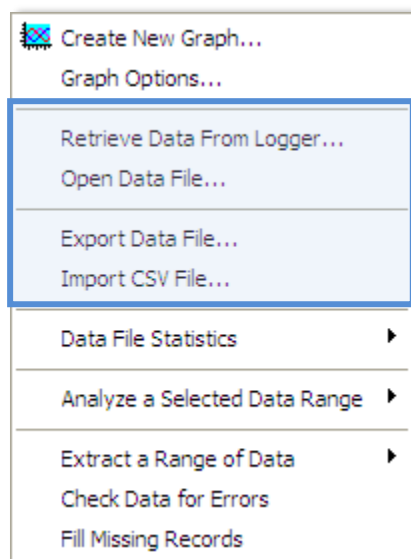 Create New Graph...
Graph Options...
Retrieve Data From Logger...
Open Data File...
Export Data File...
Import CSV File...
Data File Statistics
Analyze a Selected Data Range
Extract a Range of Data
Check Data for Errors
Fill Missing Records